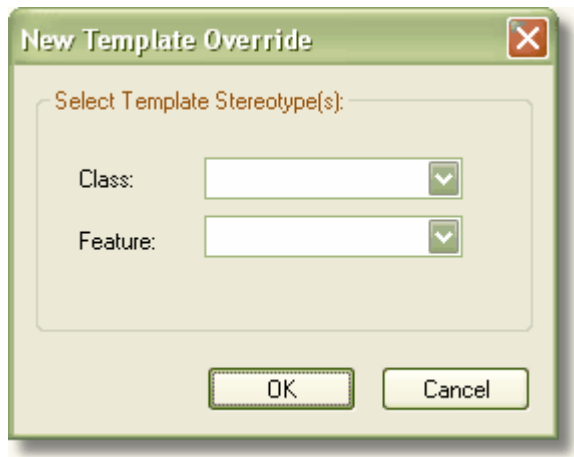 New Template Override
Select Template Stereotype(s):
Class:
Feature:
OK Cancel